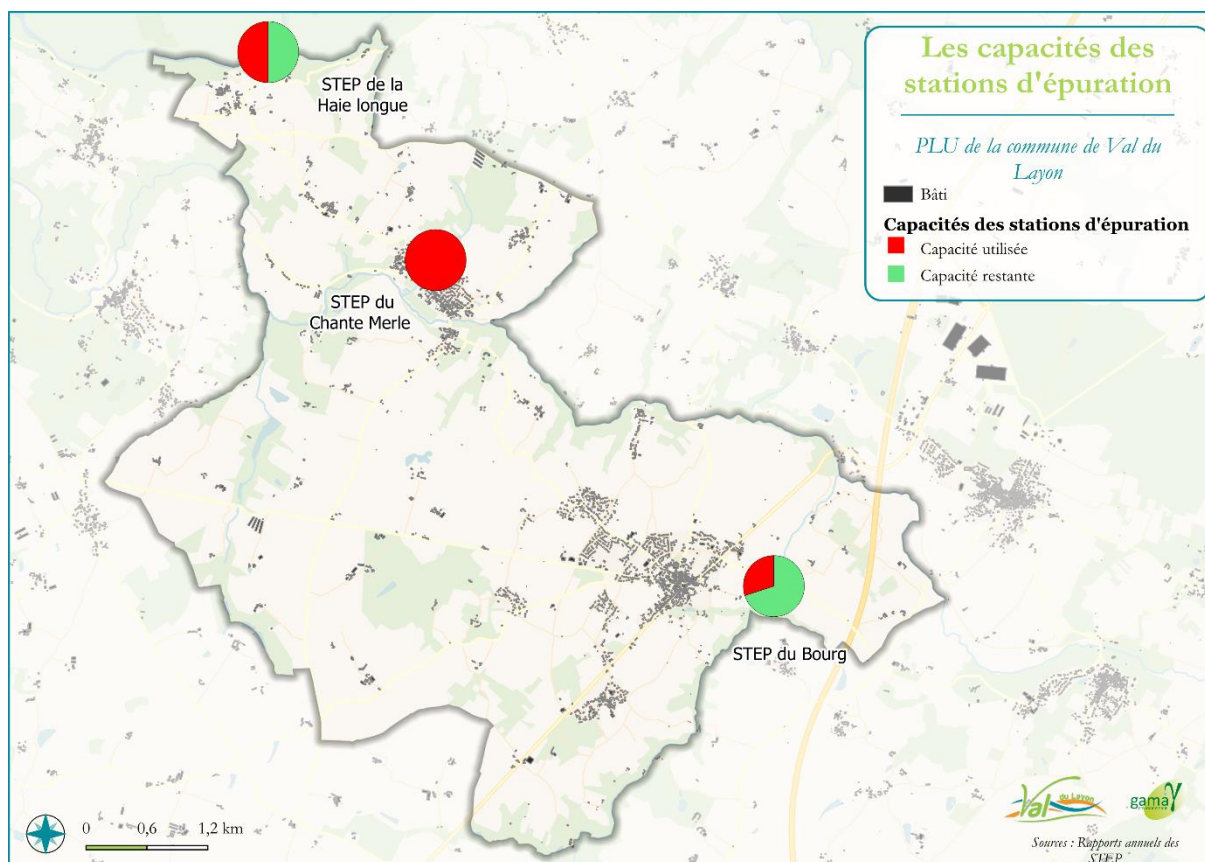 Les capacités des
stations d'épuration
PLU de la commune de Val du
Layon
Bâti
Capacités des stations d'épuration
Capacité utilisée
Capacité restante
STEP de la
Haie longue
STEP du
Chante Merle
STEP du Bourg
0 0,6 1,2 km
Val du Layon
gama
Sources : Rapports annuels des
STEP